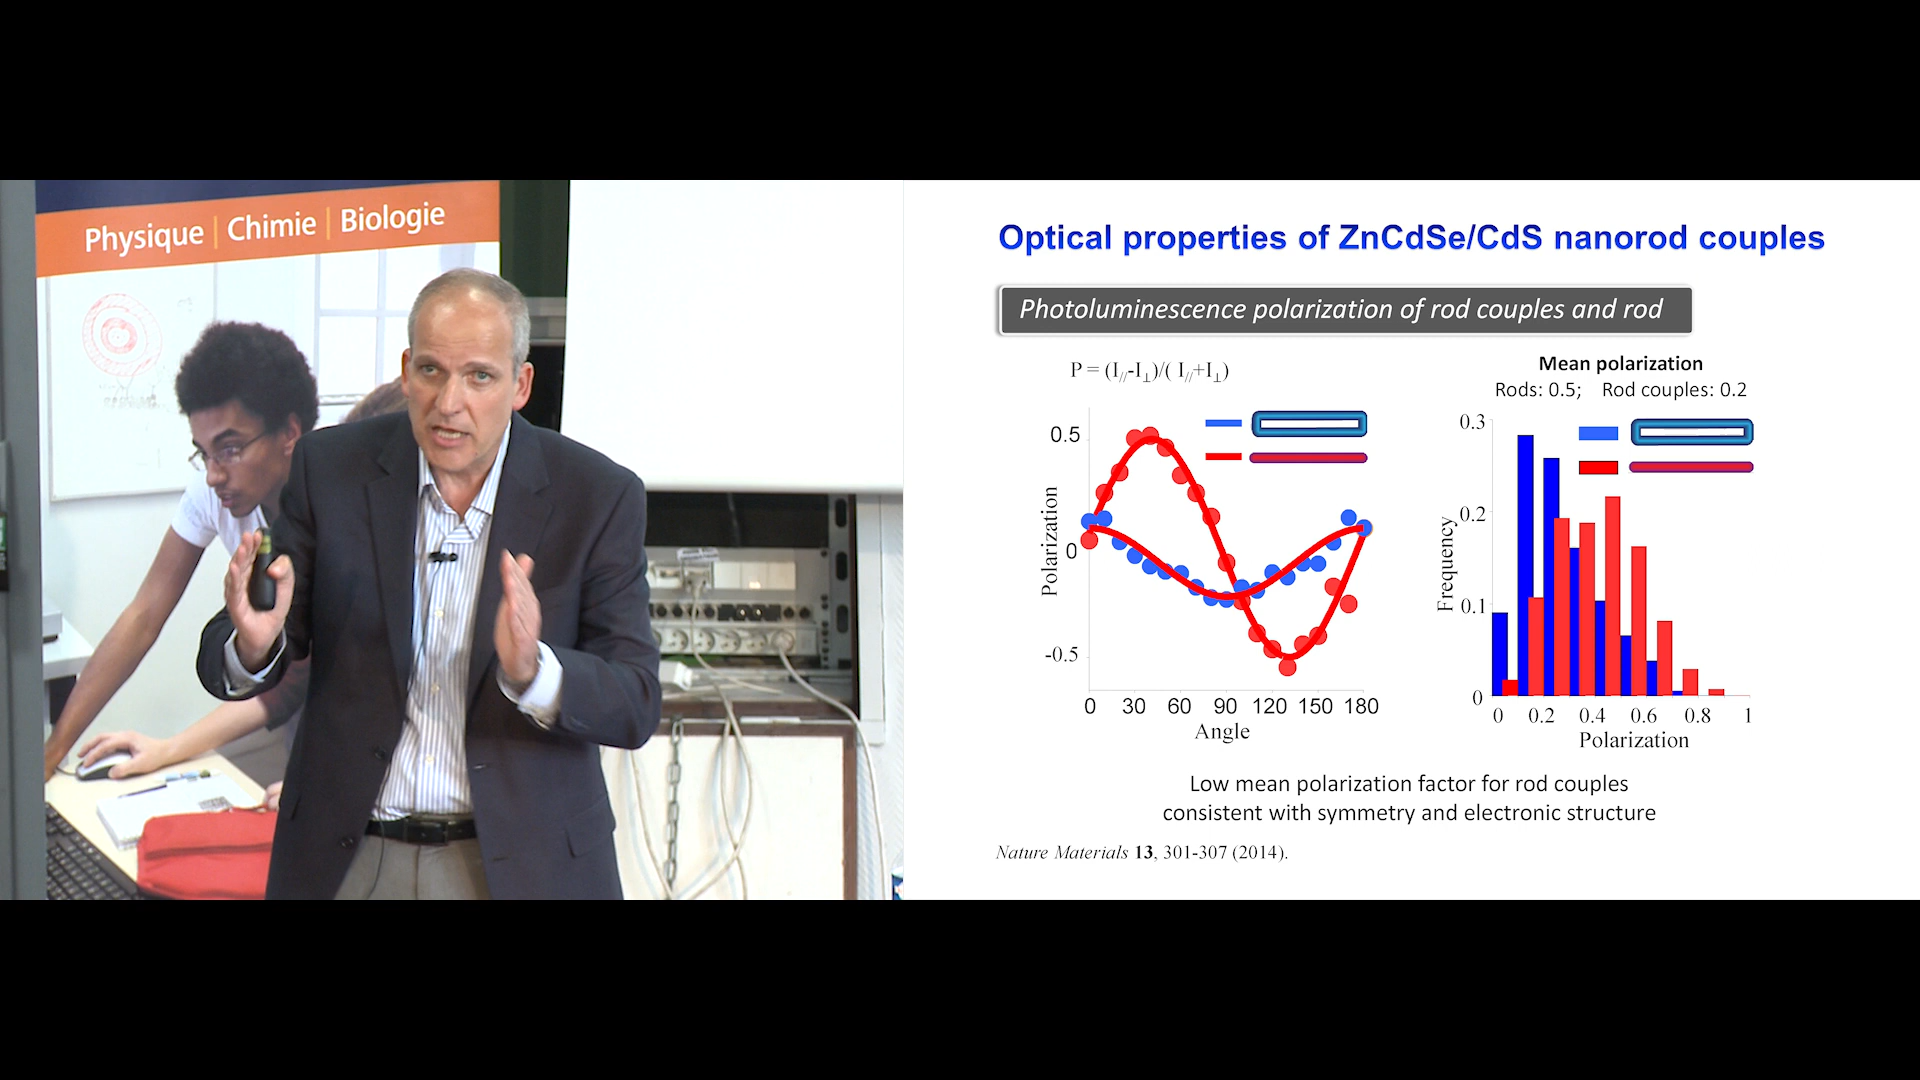 Physique | Chimie | Biologie
Optical properties of ZnCdSe/CdS nanorod couples
Photoluminescence polarization of rod couples and rod
P = (I//-I⊥)/( I//+I⊥)
Polarization
0.5
0
-0.5
0 30 60 90 120 150 180
Angle
Mean polarization
Rods: 0.5; Rod couples: 0.2
Frequency
0.3
0.2
0.1
0
0 0.2 0.4 0.6 0.8 1
Polarization
Low mean polarization factor for rod couples
consistent with symmetry and electronic structure
Nature Materials 13, 301-307 (2014).